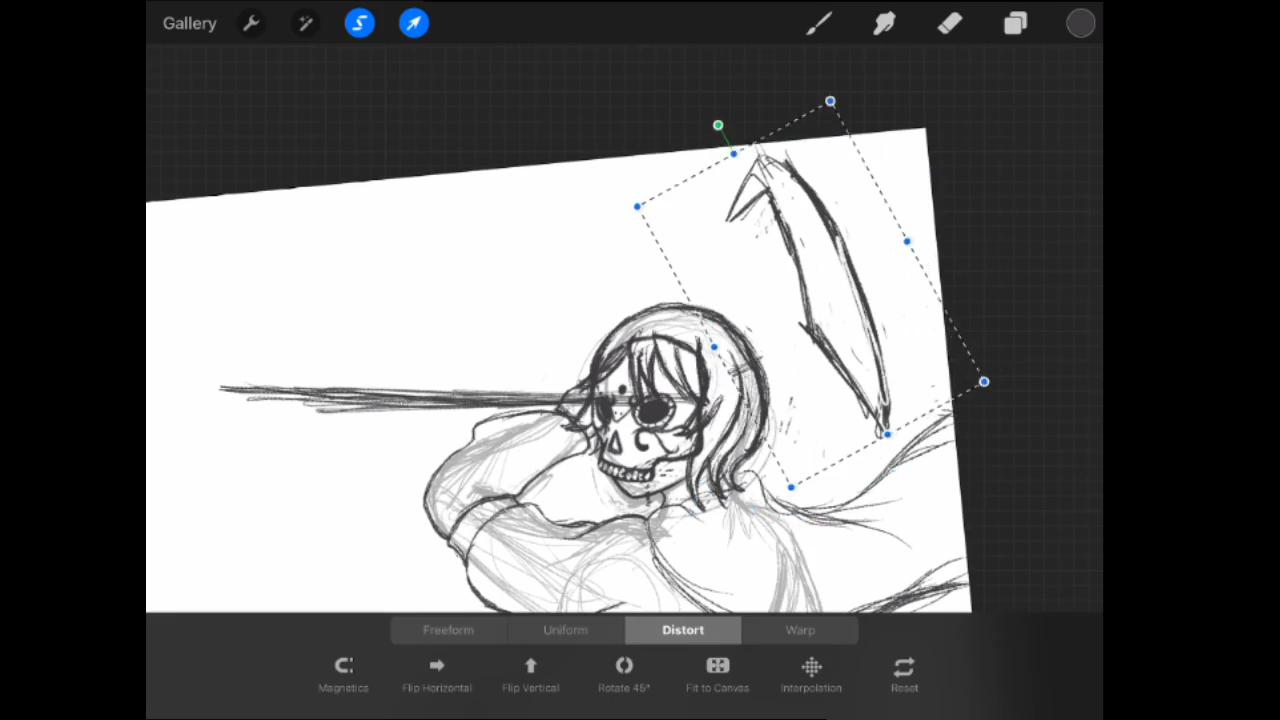 Gallery
Freeform Uniform Distort Warp
Magnetics Flip Horizontal Flip Vertical Rotate 45° Fit to Canvas Interpolation Reset